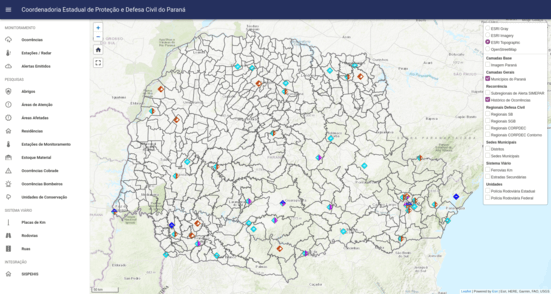 Coordenadoria Estadual de Proteção e Defesa Civil do Paraná
MONITORAMENTO
Ocorrências
Estações / Radar
Alertas Emitidos
PESQUISAS
Abrigos
Áreas de Atenção
Áreas Afetadas
Residências
Estações de Monitoramento
Estoque Material
Ocorrências Cobrade
Ocorrências Bombeiros
Unidades de Conservação
SISTEMA VIÁRIO
Placas de Km
Rodovias
Ruas
INTEGRAÇÃO
SISPEHID
+
−
ESRI Gray
ESRI Imagery
ESRI Topographic
OpenStreetMap
Camadas Base
Imagem Paraná
Camadas Gerais
Municípios do Paraná
Recorrência
Subregiões de Alerta SIMEPAR
Histórico de Ocorrências
Regionais Defesa Civil
Regionais SB
Regionais SGB
Regionais CORPDEC
Regionais CORPDEC Contorno
Sedes Municipais
Distritos
Sedes Municipais
Sistema Viário
Ferrovias Km
Estradas Secundárias
Unidades
Polícia Rodoviária Estadual
Polícia Rodoviária Federal
Leaflet | Powered by Esri | Esri, HERE, Garmin, FAO, USGS